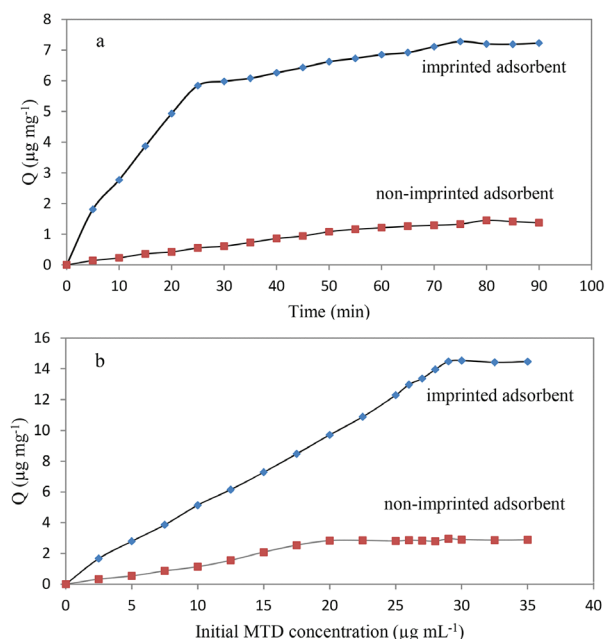 a
8
7
6
5
4
3
2
1
0
Q (µg mg-1)
imprinted adsorbent
non-imprinted adsorbent
0 10 20 30 40 50 60 70 80 90 100
Time (min)
b
16
14
12
10
8
6
4
2
0
Q (µg mg-1)
imprinted adsorbent
non-imprinted adsorbent
0 5 10 15 20 25 30 35 40
Initial MTD concentration (µg mL-1)